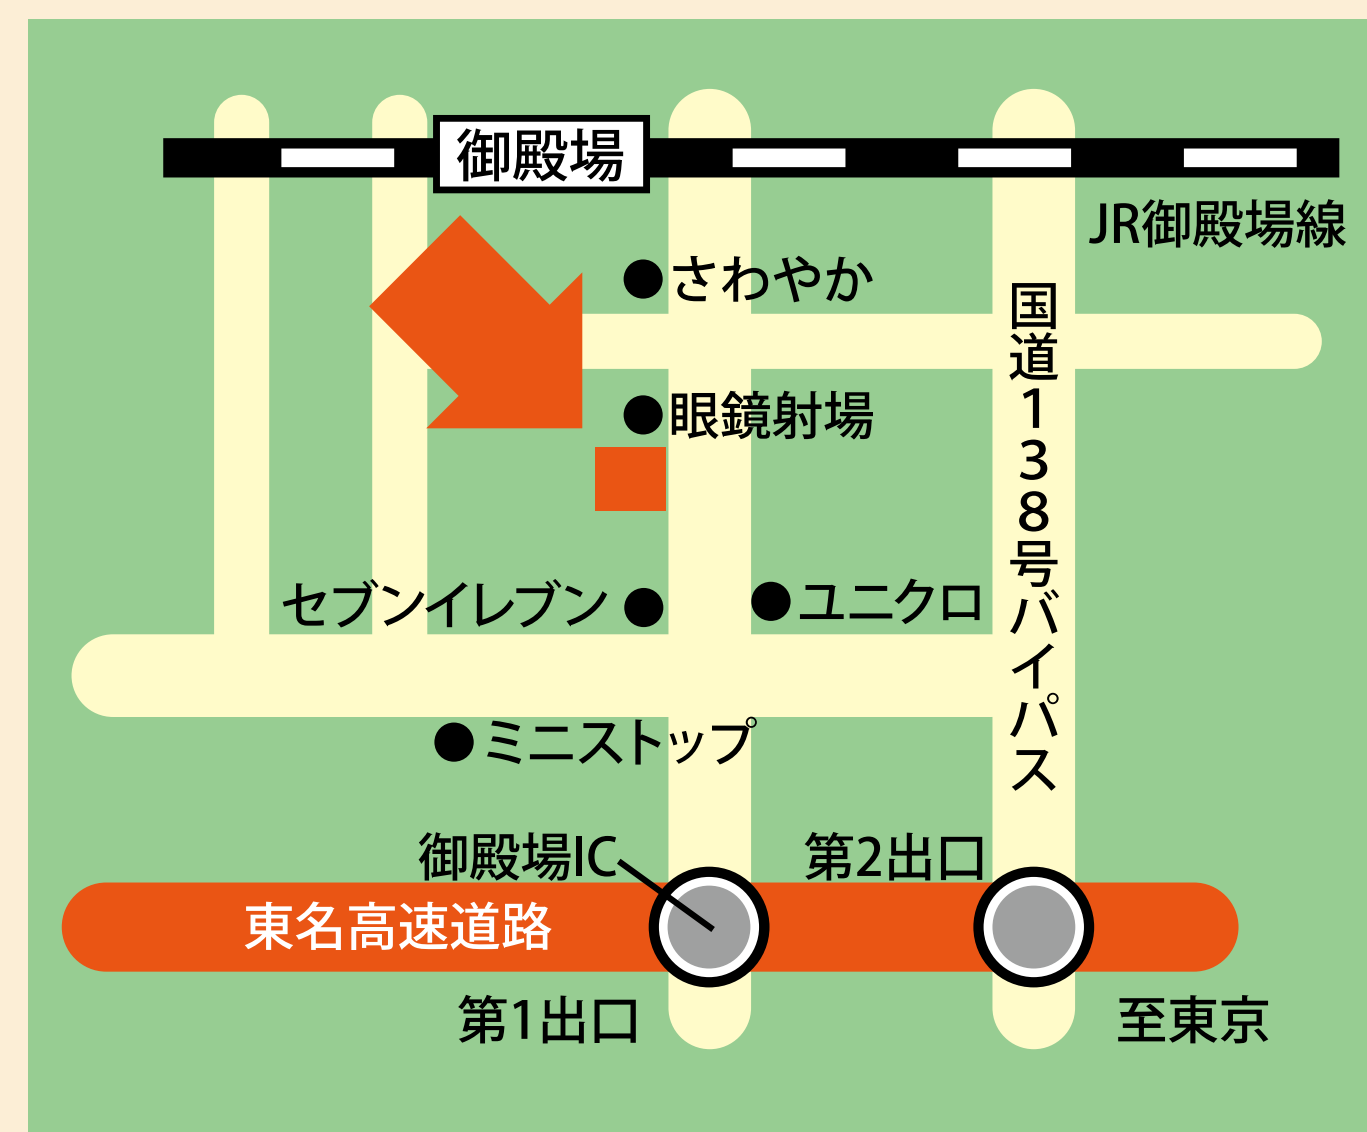 御殿場
JR御殿場線
さわやか
国道138号バイパス
眼鏡射場
セブンイレブン
ユニクロ
ミニストップ
御殿場IC
第2出口
東名高速道路
第1出口
至東京